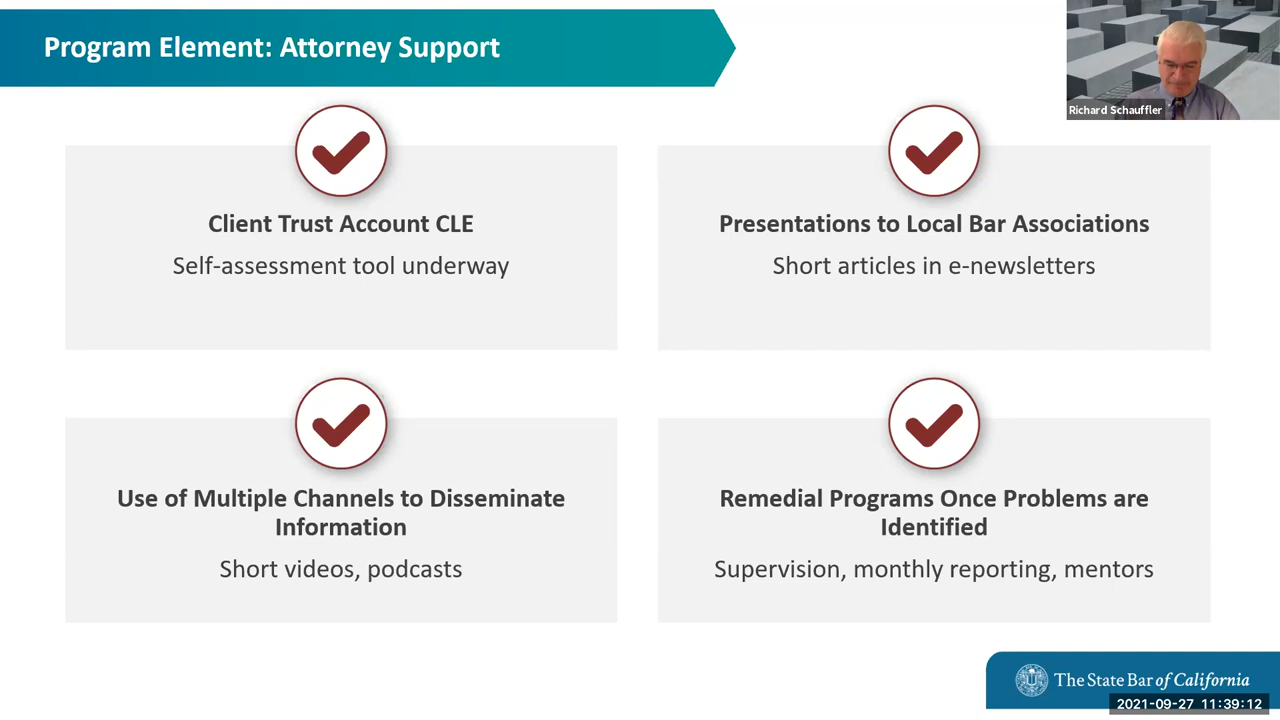 Program Element: Attorney Support
Richard Schauffler
Client Trust Account CLE
Self-assessment tool underway
Presentations to Local Bar Associations
Short articles in e-newsletters
Use of Multiple Channels to Disseminate
Information
Short videos, podcasts
Remedial Programs Once Problems are
Identified
Supervision, monthly reporting, mentors
The State Bar of California
2021-09-27 11:39:12